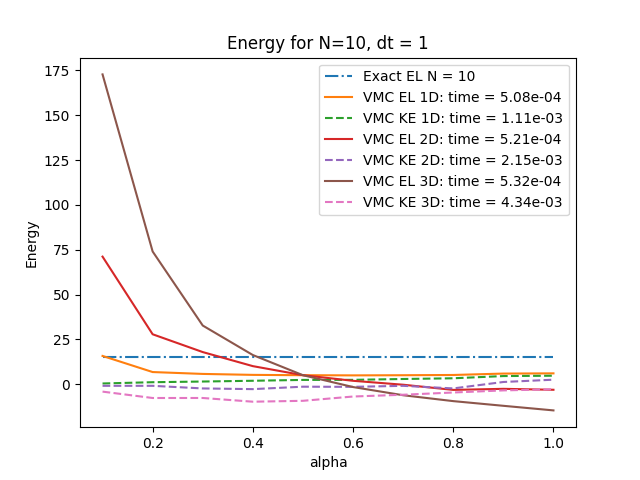 Energy for N=10, dt = 1
Exact EL N = 10
VMC EL 1D: time = 5.08e-04
VMC KE 1D: time = 1.11e-03
VMC EL 2D: time = 5.21e-04
VMC KE 2D: time = 2.15e-03
VMC EL 3D: time = 5.32e-04
VMC KE 3D: time = 4.34e-03
175
150
125
100
75
50
25
0
Energy
0.2 0.4 0.6 0.8 1.0
alpha